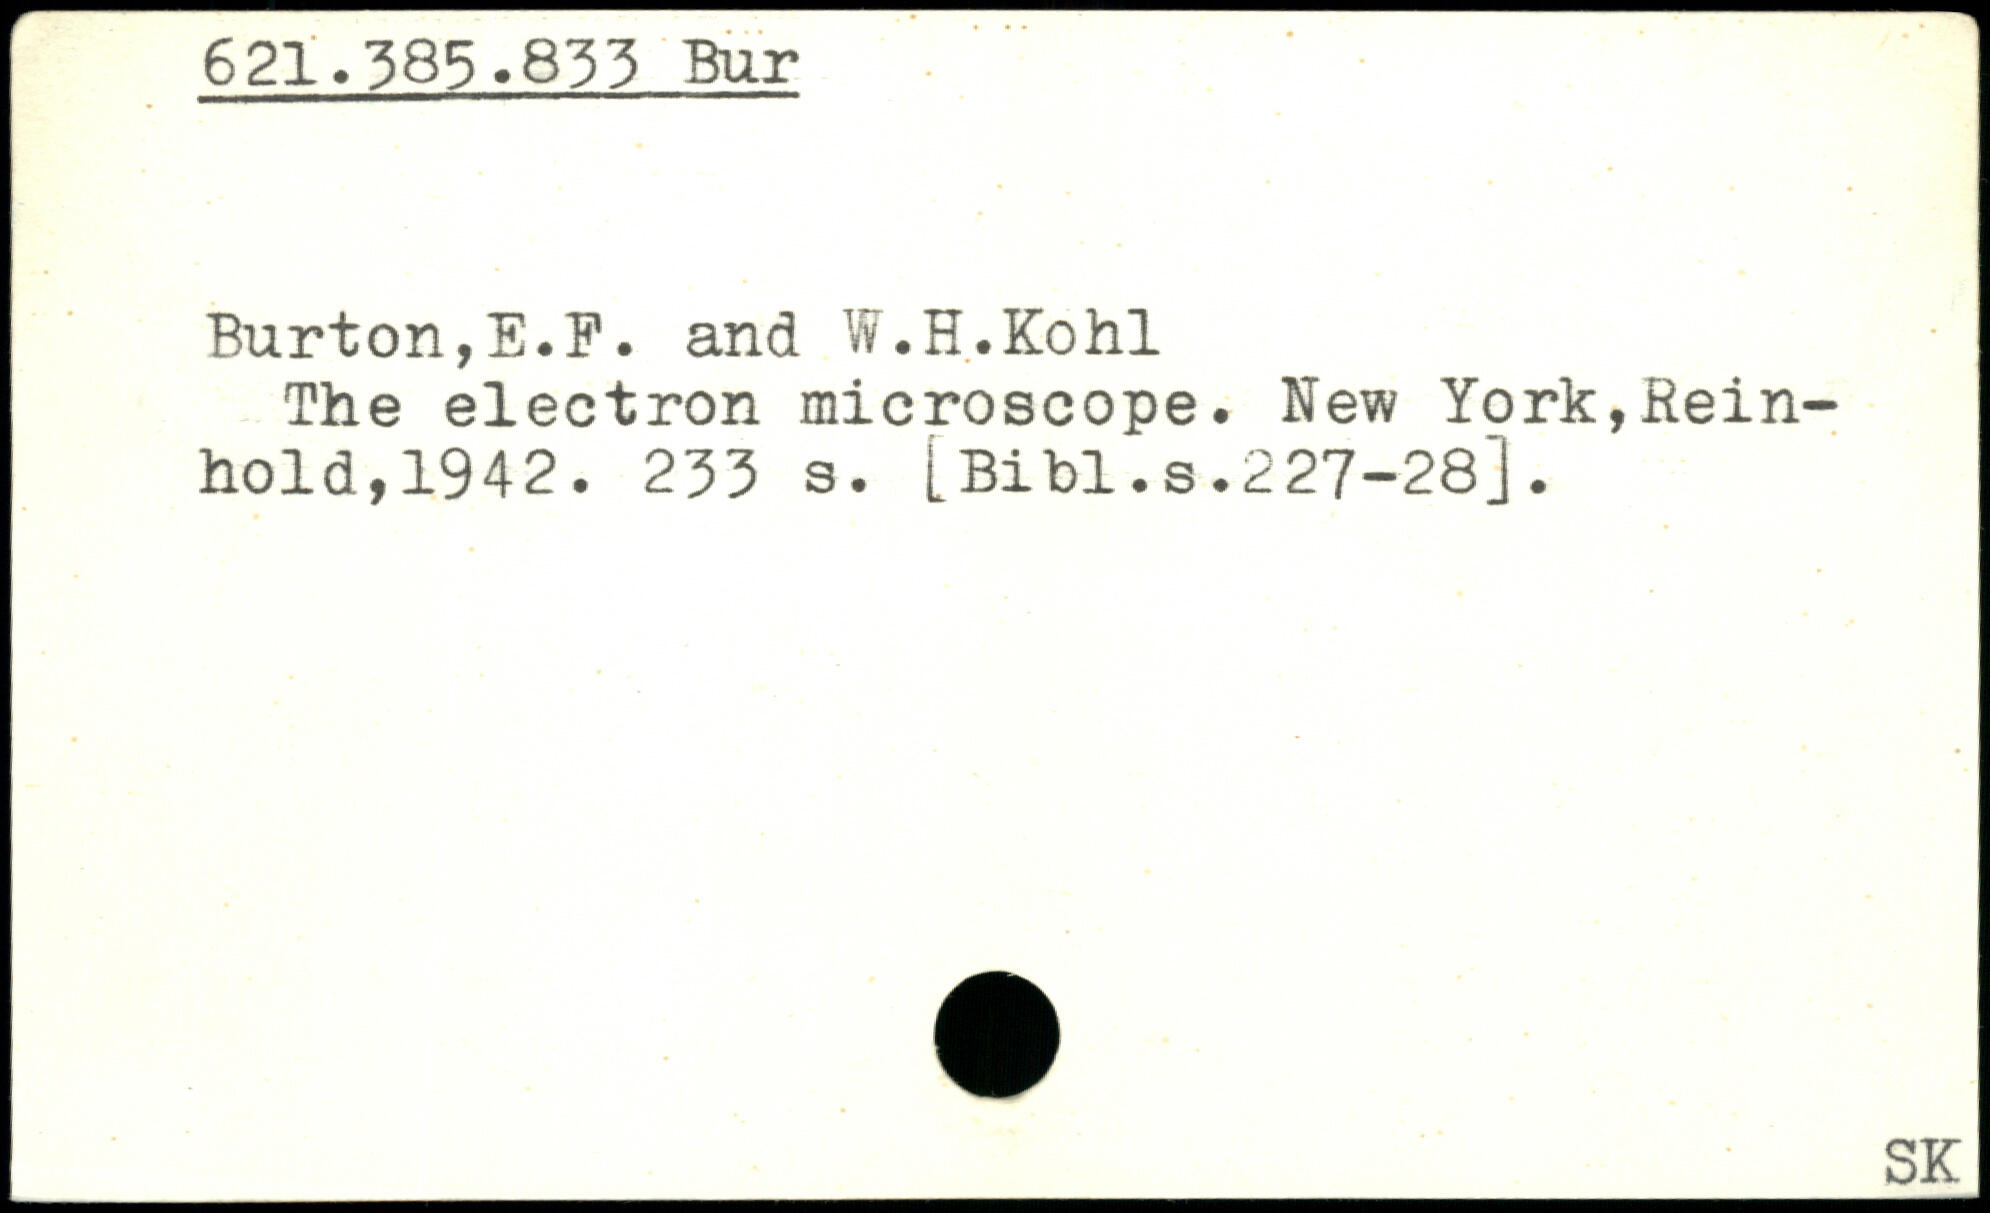 621.385.833 Bur
Burton,E.F. and W.H.Kohl
The electron microscope. New York,Rein-
hold,1942. 233 s. [Bibl.s.227-28].
SK